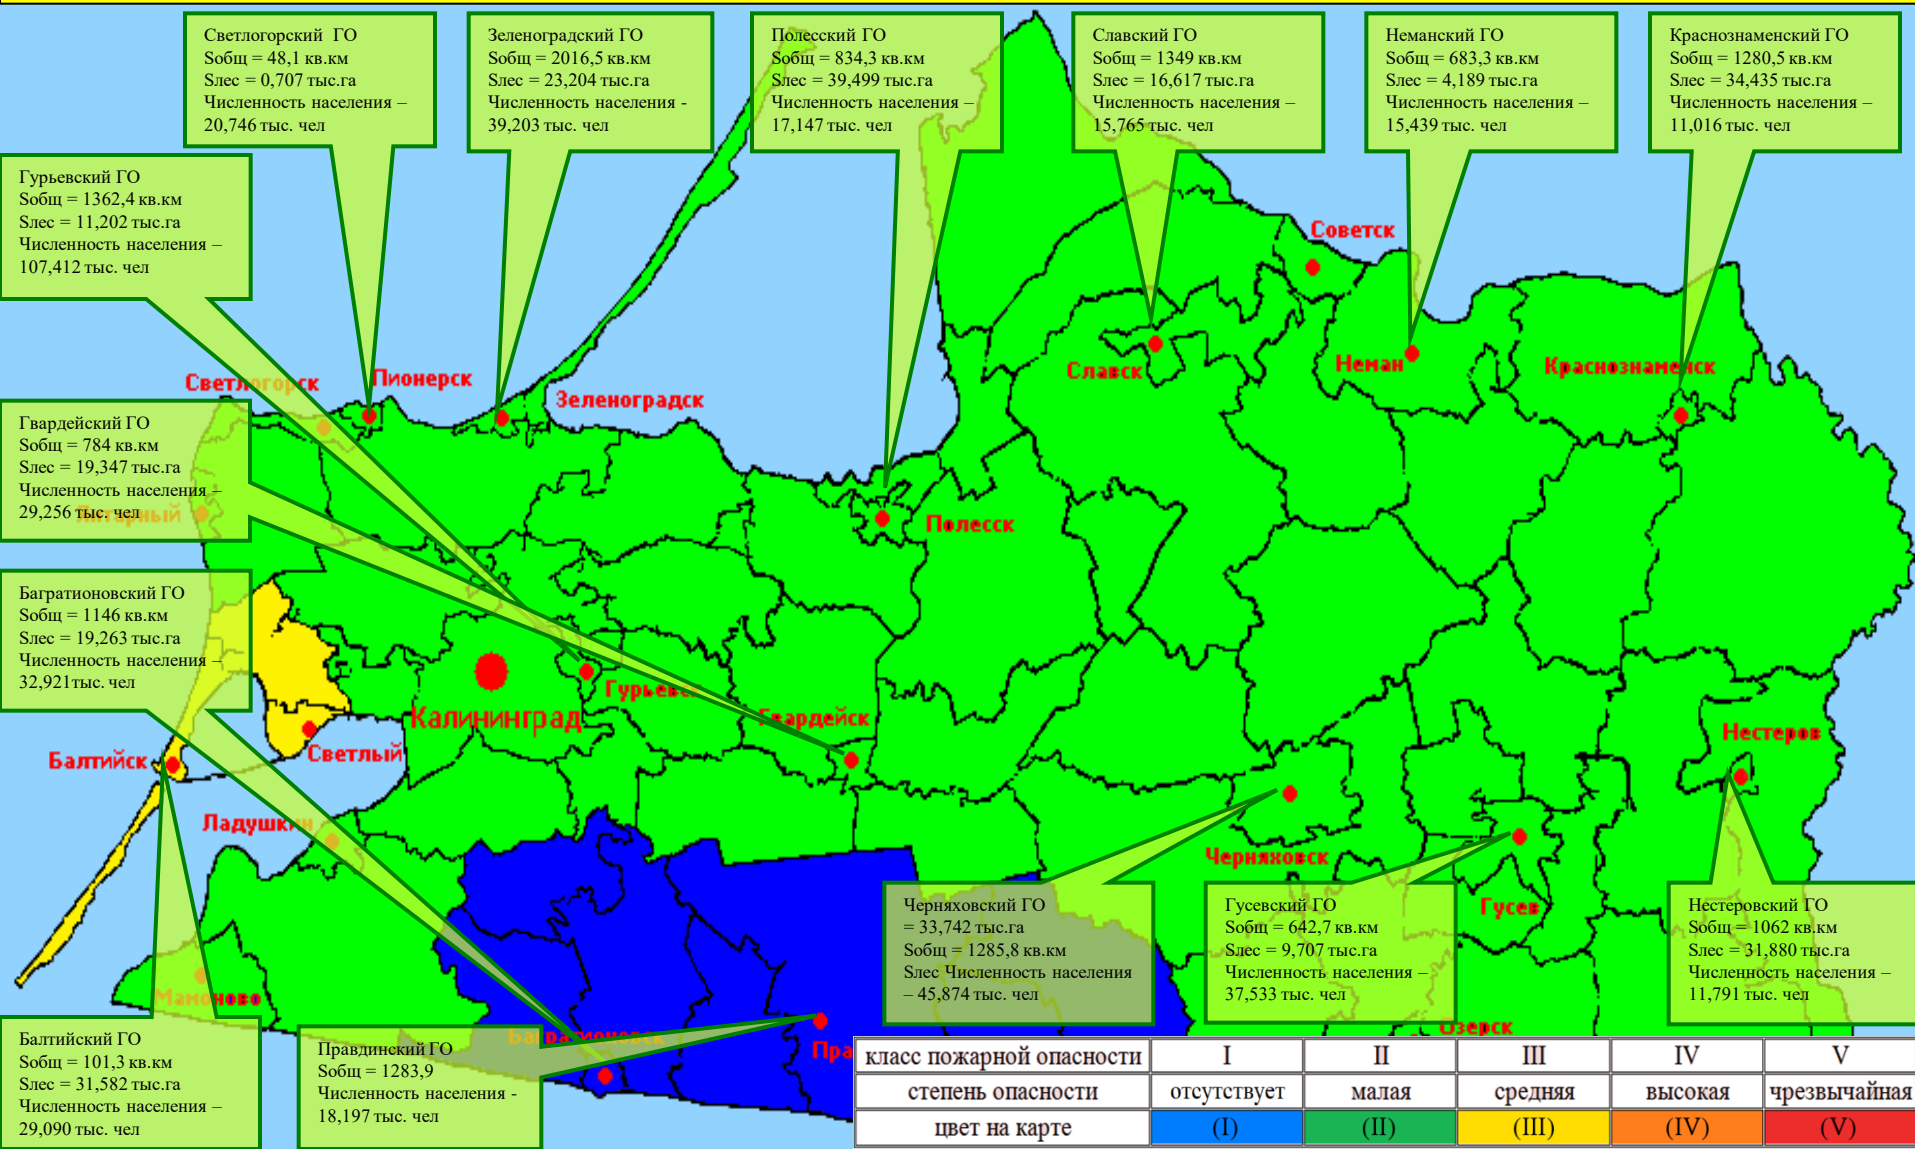 Светлогорский ГО
Sобщ = 48,1 кв.км
Sлес = 0,707 тыс.га
Численность населения –
20,746 тыс. чел
Зеленоградский ГО
Sобщ = 2016,5 кв.км
Sлес = 23,204 тыс.га
Численность населения -
39,203 тыс. чел
Полесский ГО
Sобщ = 834,3 кв.км
Sлес = 39,499 тыс.га
Численность населения –
17,147 тыс. чел
Славский ГО
Sобщ = 1349 кв.км
Sлес = 16,617 тыс.га
Численность населения –
15,765 тыс. чел
Неманский ГО
Sобщ = 683,3 кв.км
Sлес = 4,189 тыс.га
Численность населения –
15,439 тыс. чел
Краснознаменский ГО
Sобщ = 1280,5 кв.км
Sлес = 34,435 тыс.га
Численность населения –
11,016 тыс. чел
Гурьевский ГО
Sобщ = 1362,4 кв.км
Sлес = 11,202 тыс.га
Численность населения –
107,412 тыс. чел
Советск
Славск
Неман
Краснознаменск
Светлогорск
Пионерск
Зеленоградск
Гвардейский ГО
Sобщ = 784 кв.км
Sлес = 19,347 тыс.га
Численность населения –
29,256 тыс. чел
Янтарный
Полесск
Багратионовский ГО
Sобщ = 1146 кв.км
Sлес = 19,263 тыс.га
Численность населения –
32,921тыс. чел
Гурьевс
Калининград
Гвардейск
Нестеров
Балтийск
Светлый
Ладушкин
Черняховск
Гусев
Мамоново
Черняховский ГО
= 33,742 тыс.га
Sобщ = 1285,8 кв.км
Sлес Численность населения
– 45,874 тыс. чел
Гусевский ГО
Sобщ = 642,7 кв.км
Sлес = 9,707 тыс.га
Численность населения –
37,533 тыс. чел
Нестеровский ГО
Sобщ = 1062 кв.км
Sлес = 31,880 тыс.га
Численность населения –
11,791 тыс. чел
Озерск
Балтийский ГО
Sобщ = 101,3 кв.км
Sлес = 31,582 тыс.га
Численность населения –
29,090 тыс. чел
Багратионовск
Правдинский ГО
Sобщ = 1283,9
Численность населения -
18,197 тыс. чел
Пра
класс пожарной опасности I II III IV V
степень опасности отсутствует малая средняя высокая чрезвычайная
цвет на карте (I) (II) (III) (IV) (V)